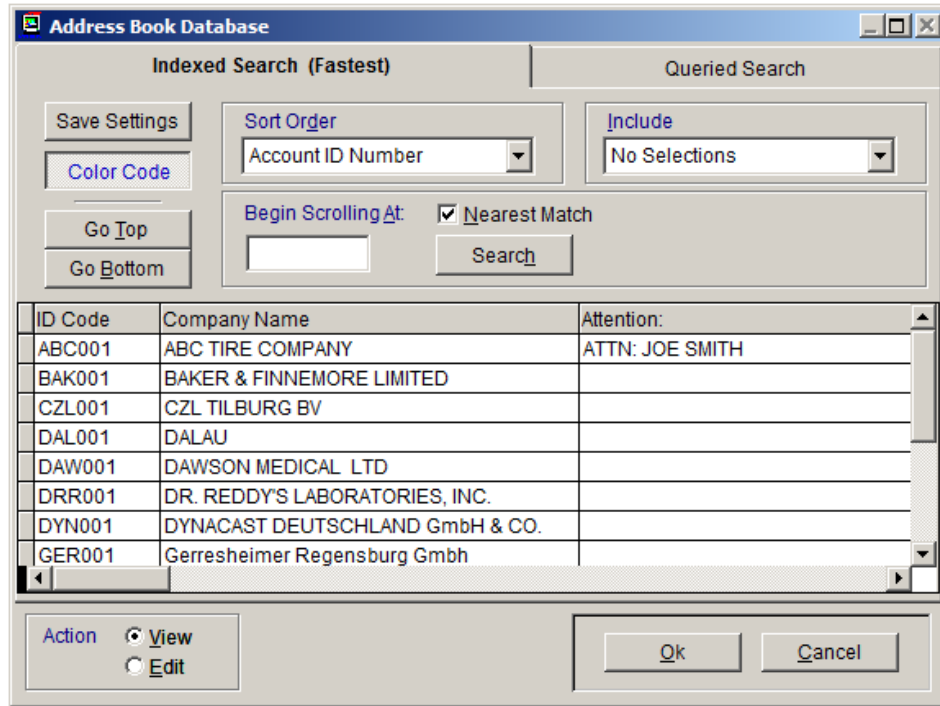 Address Book Database
Indexed Search (Fastest)
Queried Search
Save Settings
Color Code
Go Top
Go Bottom
Sort Order
Account ID Number
Include
No Selections
Begin Scrolling At:
Nearest Match
Search
ID Code Company Name Attention:
ABC001 ABC TIRE COMPANY ATTN: JOE SMITH
BAK001 BAKER & FINNEMORE LIMITED
CZL001 CZL TILBURG BV
DAL001 DALAU
DAW001 DAWSON MEDICAL LTD
DRR001 DR. REDDY'S LABORATORIES, INC.
DYN001 DYNACAST DEUTSCHLAND GmbH & CO.
GER001 Gerresheimer Regensburg Gmbh
Action
View
Edit
Ok
Cancel